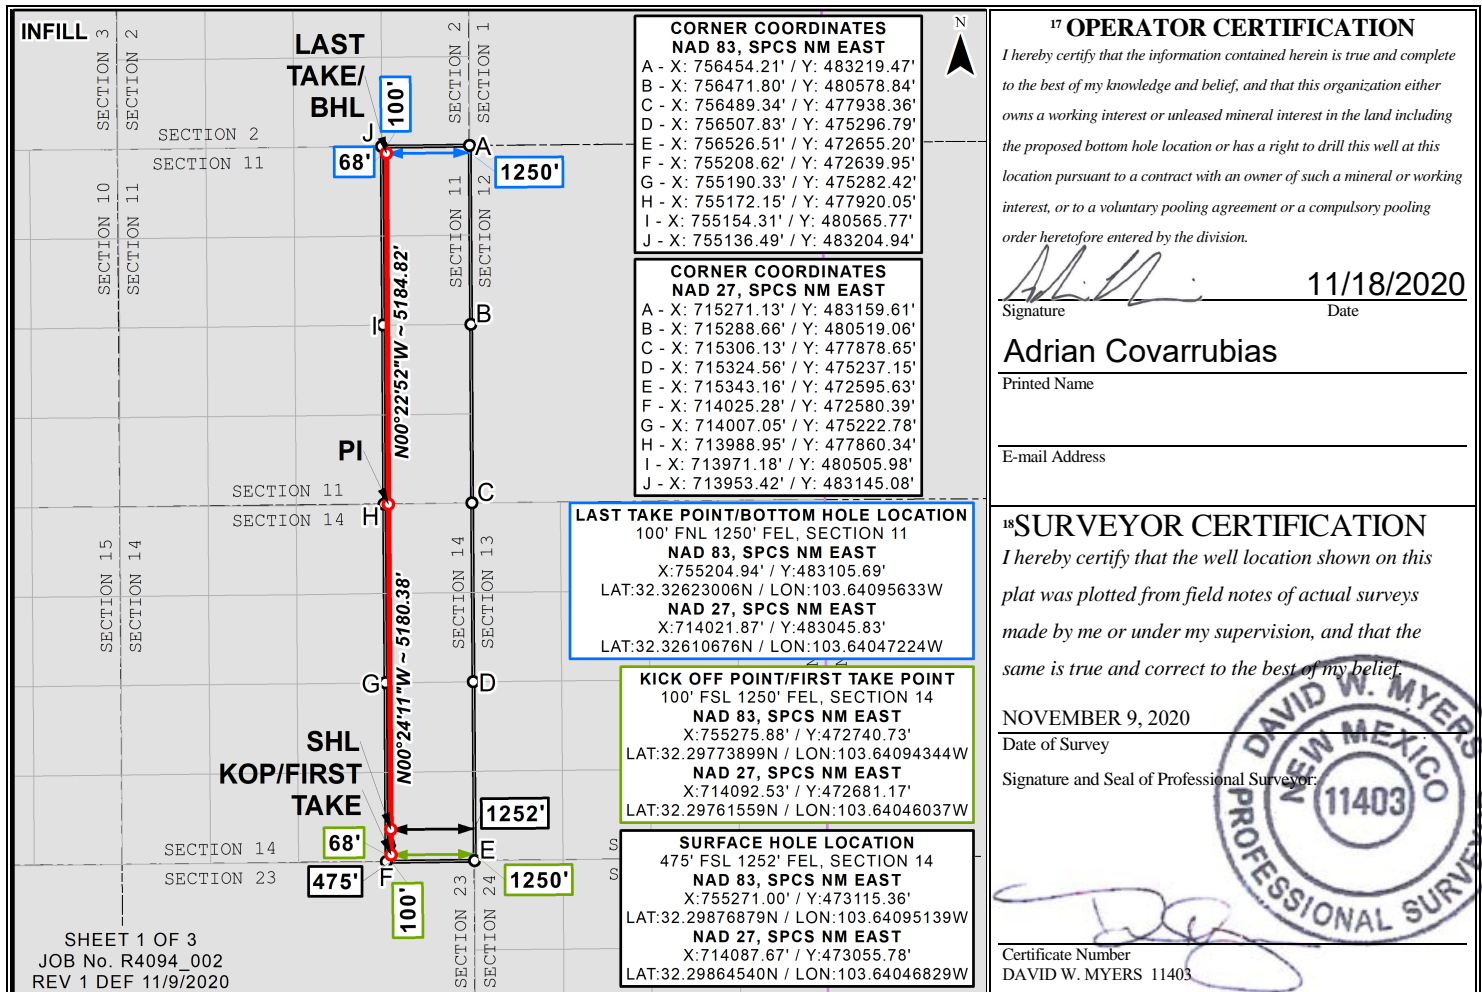 INFILL
SECTION 3
SECTION 2
LAST
TAKE/
BHL
100'
SECTION 2
SECTION 1
SECTION 2
SECTION 11
J
A
68'
1250'
SECTION 10
SECTION 11
SECTION 11
SECTION 12
N00°22'52"W ~ 5184.82'
I
B
PI
SECTION 11
SECTION 14
H
C
SECTION 15
SECTION 14
SECTION 14
SECTION 13
N00°24'11"W ~ 5180.38'
G
D
SHL
KOP/FIRST
TAKE
1252'
68'
SECTION 14
SECTION 23
475'
F
E
1250'
100'
SECTION 23
SECTION 24
S
S
SHEET 1 OF 3
JOB No. R4094_002
REV 1 DEF 11/9/2020
N
CORNER COORDINATES
NAD 83, SPCS NM EAST
A - X: 756454.21' / Y: 483219.47'
B - X: 756471.80' / Y: 480578.84'
C - X: 756489.34' / Y: 477938.36'
D - X: 756507.83' / Y: 475296.79'
E - X: 756526.51' / Y: 472655.20'
F - X: 755208.62' / Y: 472639.95'
G - X: 755190.33' / Y: 475282.42'
H - X: 755172.15' / Y: 477920.05'
I - X: 755154.31' / Y: 480565.77'
J - X: 755136.49' / Y: 483204.94'
CORNER COORDINATES
NAD 27, SPCS NM EAST
A - X: 715271.13' / Y: 483159.61'
B - X: 715288.66' / Y: 480519.06'
C - X: 715306.13' / Y: 477878.65'
D - X: 715324.56' / Y: 475237.15'
E - X: 715343.16' / Y: 472595.63'
F - X: 714025.28' / Y: 472580.39'
G - X: 714007.05' / Y: 475222.78'
H - X: 713988.95' / Y: 477860.34'
I - X: 713971.18' / Y: 480505.98'
J - X: 713953.42' / Y: 483145.08'
LAST TAKE POINT/BOTTOM HOLE LOCATION
100' FNL 1250' FEL, SECTION 11
NAD 83, SPCS NM EAST
X:755204.94' / Y:483105.69'
LAT:32.32623006N / LON:103.64095633W
NAD 27, SPCS NM EAST
X:714021.87' / Y:483045.83'
LAT:32.32610676N / LON:103.64047224W
KICK OFF POINT/FIRST TAKE POINT
100' FSL 1250' FEL, SECTION 14
NAD 83, SPCS NM EAST
X:755275.88' / Y:472740.73'
LAT:32.29773899N / LON:103.64094344W
NAD 27, SPCS NM EAST
X:714092.53' / Y:472681.17'
LAT:32.29761559N / LON:103.64046037W
SURFACE HOLE LOCATION
475' FSL 1252' FEL, SECTION 14
NAD 83, SPCS NM EAST
X:755271.00' / Y:473115.36'
LAT:32.29876879N / LON:103.64095139W
NAD 27, SPCS NM EAST
X:714087.67' / Y:473055.78'
LAT:32.29864540N / LON:103.64046829W
17 OPERATOR CERTIFICATION
I hereby certify that the information contained herein is true and complete
to the best of my knowledge and belief, and that this organization either
owns a working interest or unleased mineral interest in the land including
the proposed bottom hole location or has a right to drill this well at this
location pursuant to a contract with an owner of such a mineral or working
interest, or to a voluntary pooling agreement or a compulsory pooling
order heretofore entered by the division.
11/18/2020
Signature Date
Adrian Covarrubias
Printed Name
E-mail Address
18SURVEYOR CERTIFICATION
I hereby certify that the well location shown on this
plat was plotted from field notes of actual surveys
made by me or under my supervision, and that the
same is true and correct to the best of my belief.
NOVEMBER 9, 2020
Date of Survey
Signature and Seal of Professional Surveyor:
DAVID W. MYERS
NEW MEXICO
11403
PROFESSIONAL SURVEYOR
Certificate Number
DAVID W. MYERS 11403